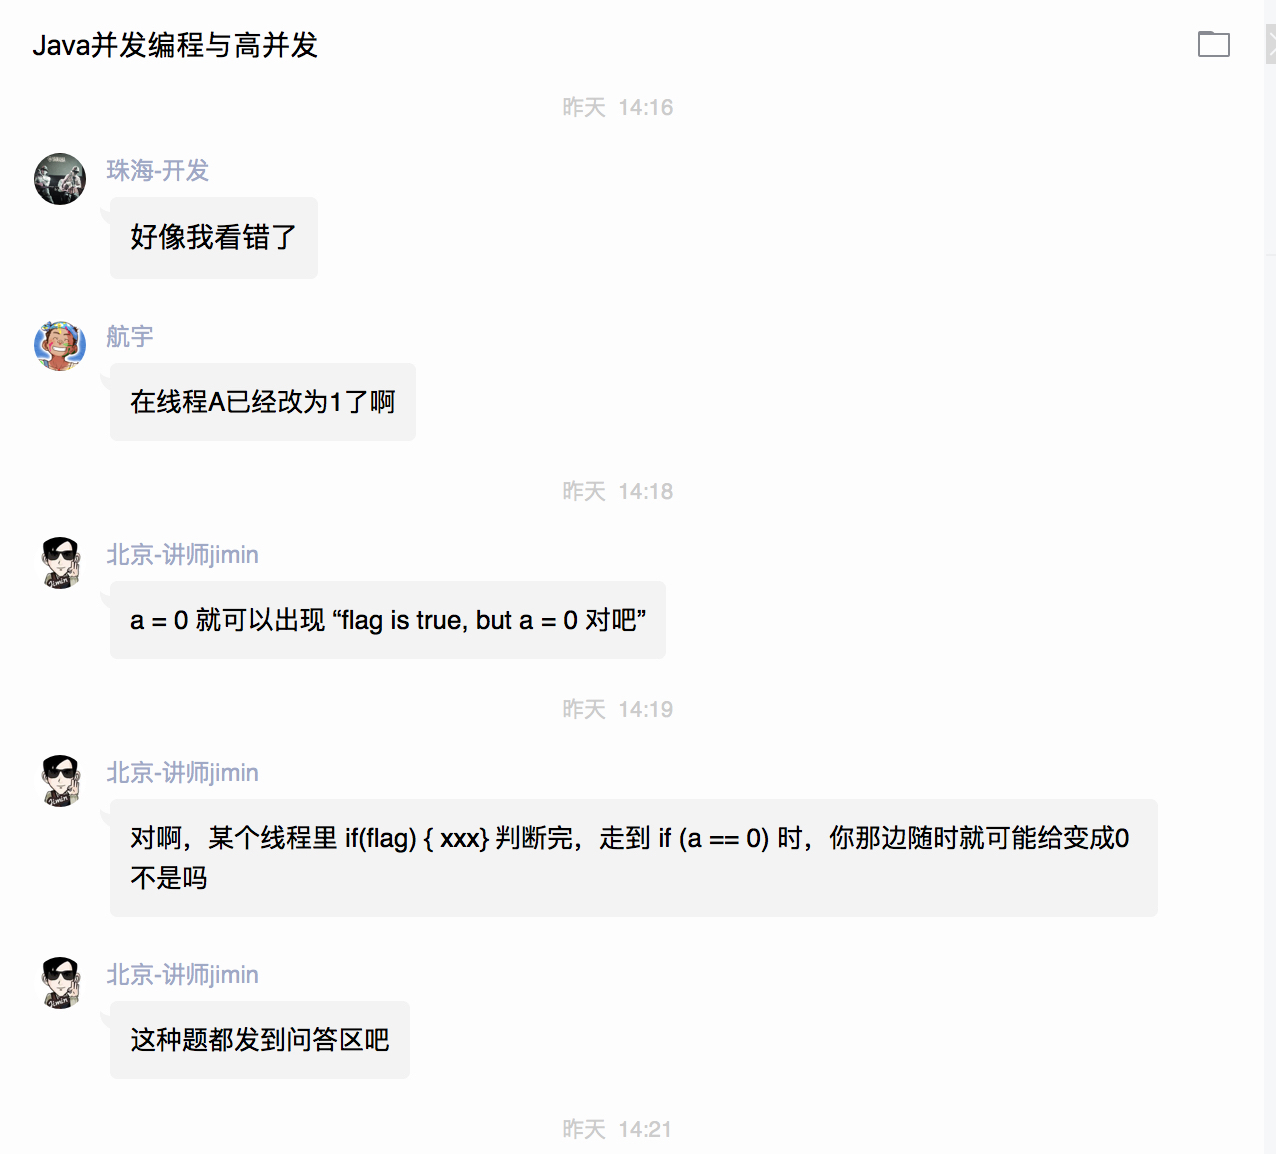 Java并发编程与高并发
昨天 14:16
珠海-开发
好像我看错了
航宇
在线程A已经改为1了啊
昨天 14:18
北京-讲师jimin
a = 0 就可以出现 “flag is true, but a = 0 对吧”
昨天 14:19
北京-讲师jimin
对啊，某个线程里 if(flag) { xxx} 判断完，走到 if (a == 0) 时，你那边随时就可能给变成0
不是吗
北京-讲师jimin
这种题都发到问答区吧
昨天 14:21